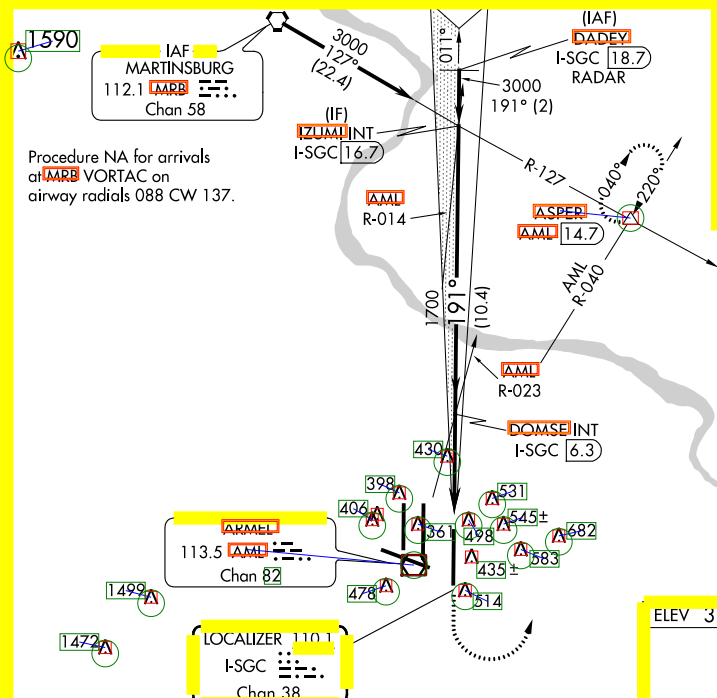 1590
IAF
MARTINSBURG
112.1 MRB
Chan 58
Procedure NA for arrivals
at MRB VORTAC on
airway radials 088 CW 137.
3000
127°
(22.4)
011°
(IAF)
DADEY
I-SGC 18.7
RADAR
3000
191° (2)
(IF)
IZUMI INT
I-SGC 16.7
R-127
040°
220°
AML
R-014
ASPER
AML 14.7
AML
R-040
1700
191°
(10.4)
AML
R-023
DOMSE INT
I-SGC 6.3
430
398
531
406
361
498
545±
682
583
435±
478
514
ARMEL
113.5 AML
Chan 82
1499
1472
LOCALIZER 110.1
I-SGC
Chan 38
ELEV 3